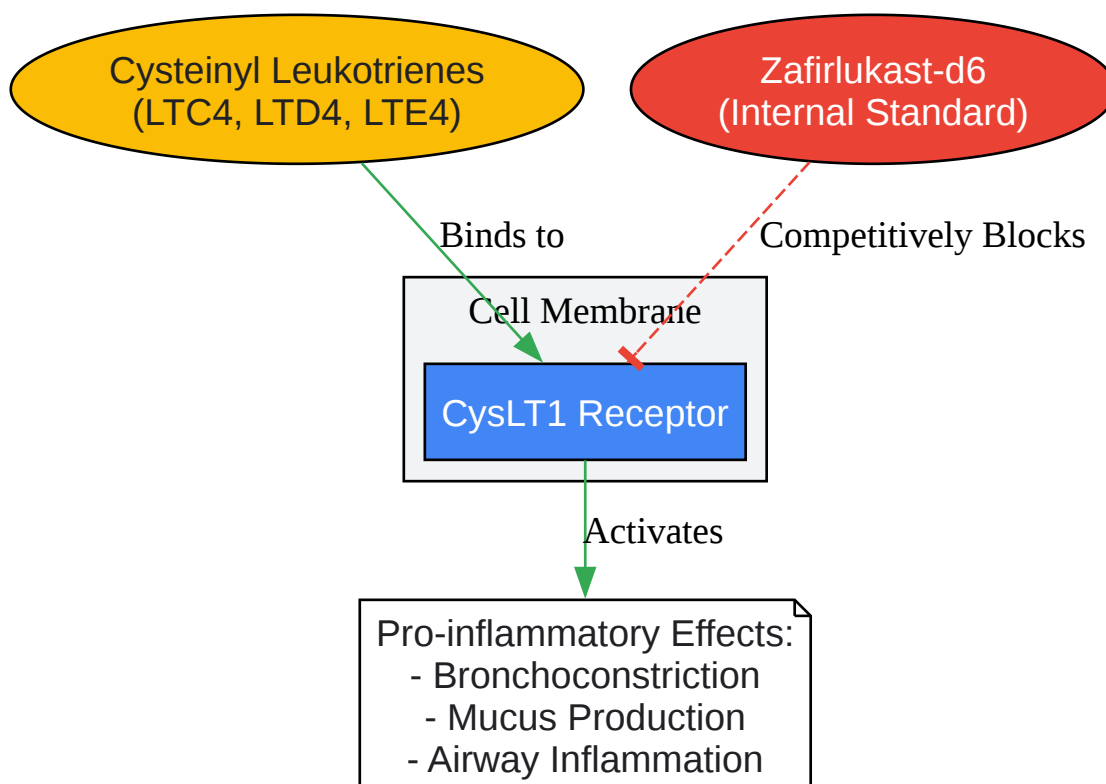 Cysteinyl Leukotrienes
(LTC4, LTD4, LTE4)
Zafirlukast-d6
(Internal Standard)
Binds to
Competitively Blocks
Cell Membrane
CysLT1 Receptor
Activates
Pro-inflammatory Effects:
- Bronchoconstriction
- Mucus Production
- Airway Inflammation